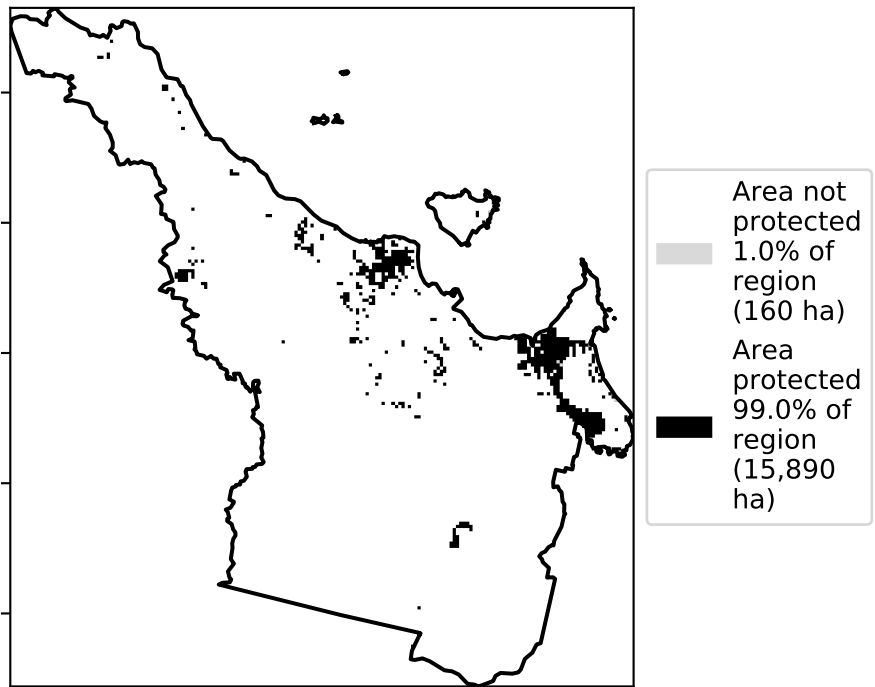 Area not
protected
1.0% of
region
(160 ha)
Area
protected
99.0% of
region
(15,890
ha)